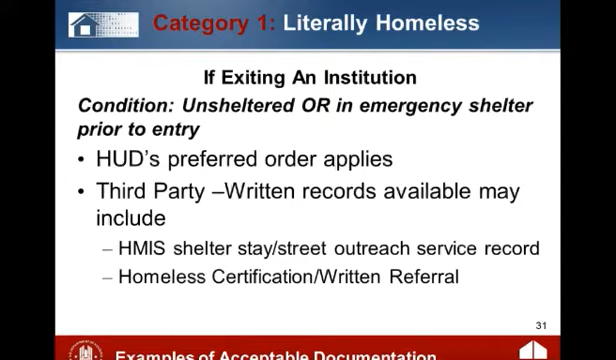 Category 1: Literally Homeless
If Exiting An Institution
Condition: Unsheltered OR in emergency shelter
prior to entry
• HUD's preferred order applies
• Third Party –Written records available may
include
– HMIS shelter stay/street outreach service record
– Homeless Certification/Written Referral
31
Examples of Acceptable Documentation